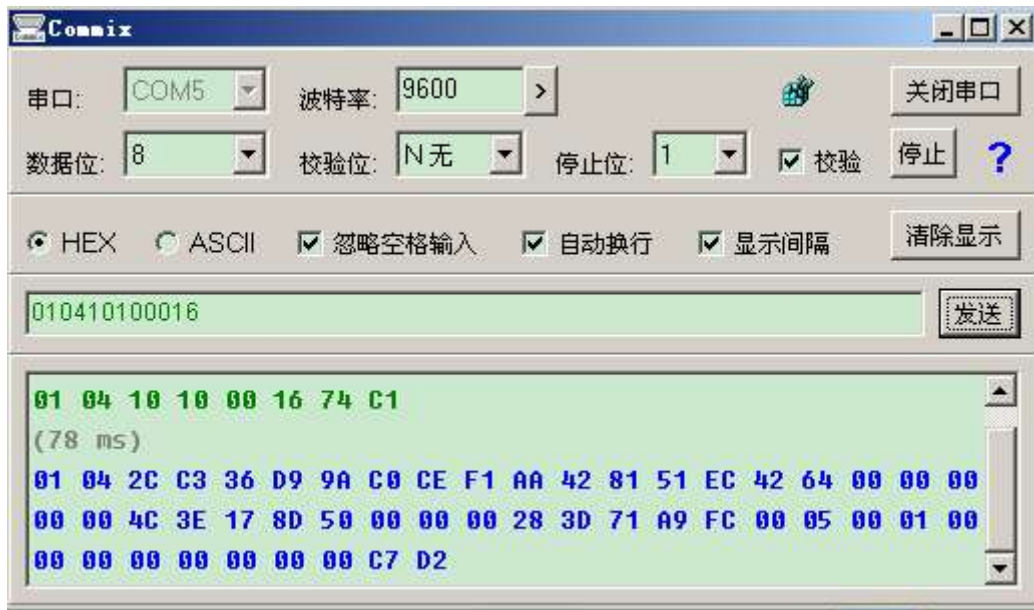 Commix
串口: COM5 波特率: 9600 > 关闭串口
数据位: 8 校验位: N 无 停止位: 1 校验 停止 ?
HEX ASCII 忽略空格输入 自动换行 显示间隔 清除显示
010410100016 发送
01 04 10 10 00 16 74 C1
(78 ms)
01 04 2C C3 36 D9 9A C0 CE F1 AA 42 81 51 EC 42 64 00 00 00
00 00 4C 3E 17 8D 50 00 00 00 28 3D 71 A9 FC 00 05 00 01 00
00 00 00 00 00 00 00 C7 D2